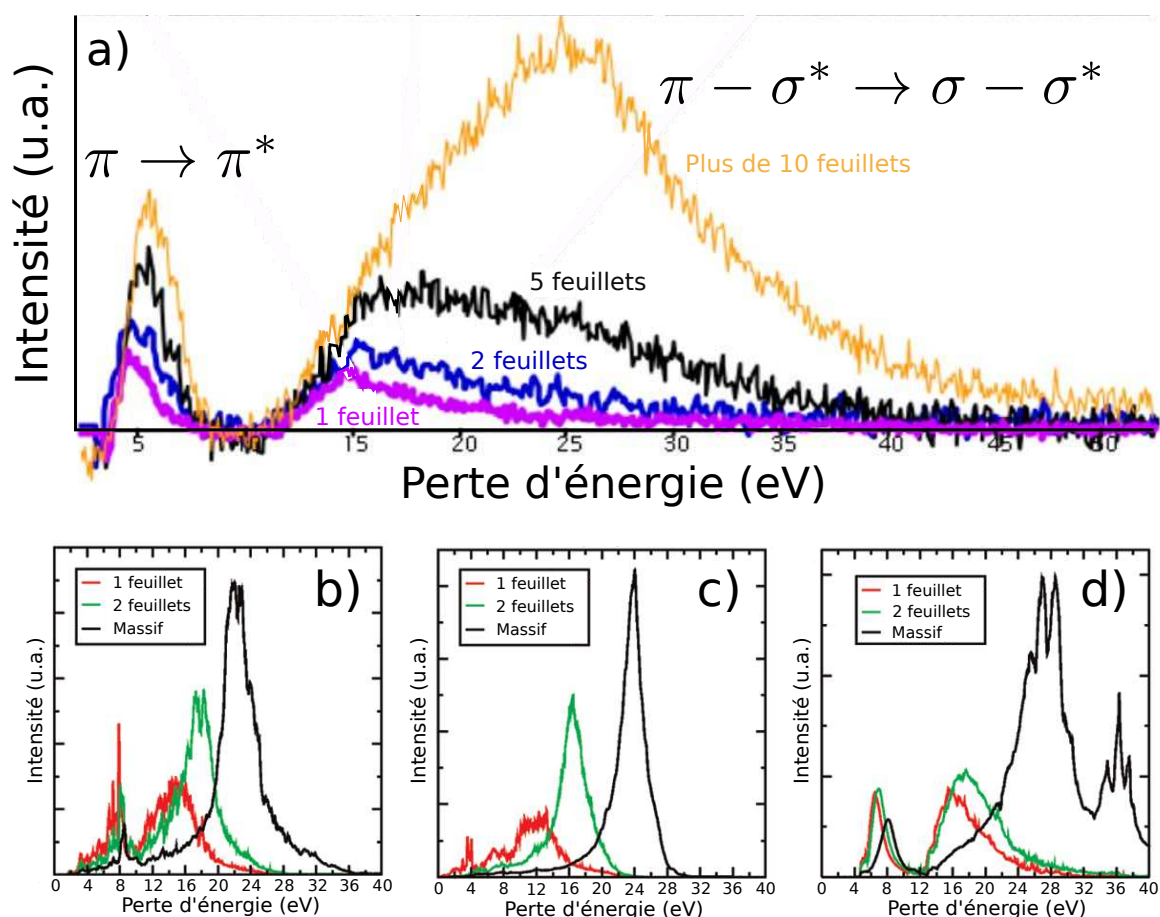 a)
π − σ* → σ − σ*
π → π*
Plus de 10 feuillets
5 feuillets
2 feuillets
1 feuillet
Intensité (u.a.)
5 10 15 20 25 30 35 40 45 50
Perte d'énergie (eV)
b)
1 feuillet
2 feuillets
Massif
Intensité (u.a.)
0 4 8 12 16 20 24 28 32 36 40
Perte d'énergie (eV)
c)
1 feuillet
2 feuillets
Massif
Intensité (u.a.)
0 4 8 12 16 20 24 28 32 36 40
Perte d'énergie (eV)
d)
1 feuillet
2 feuillets
Massif
Intensité (u.a.)
0 4 8 12 16 20 24 28 32 36 40
Perte d'énergie (eV)